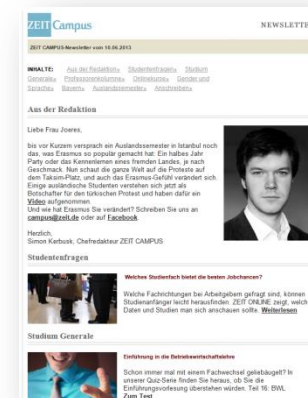 ZEIT Campus
NEWSLETTE
ZEIT CAMPUS-Newsletter vom 18.06.2013
INHALTE: Aus der Redaktion» Studentenfragen» Studium
Generale» Professorenkolumne» Onlinekurse» Gender und
Sprache» Bayern» Auslandssemester» Anschreiben»
Aus der Redaktion
Liebe Frau Joeres,
bis vor Kurzem versprach ein Auslandssemester in Istanbul noch
das, was Erasmus so populär gemacht hat: Ein halbes Jahr
Party oder das Kennenlernen eines fremden Landes, je nach
Geschmack. Nun schaut die ganze Welt auf die Proteste auf
dem Taksim-Platz, und auch das Erasmus-Gefühl verändert sich.
Einige ausländische Studenten verstehen sich jetzt als
Botschafter für den türkischen Protest und haben dafür ein
Video aufgenommen.
Und wie hat Erasmus Sie verändert? Schreiben Sie uns an
campus@zeit.de oder auf Facebook.
Herzlich,
Simon Kerbusk, Chefredakteur ZEIT CAMPUS
Studentenfragen
Welches Studienfach bietet die besten Jobchancen?
Welche Fachrichtungen bei Arbeitgebern gefragt sind, können
Studienanfänger leicht herausfinden. ZEIT ONLINE zeigt, welch
Daten und Studien man sich anschauen sollte. Weiterlesen
Studium Generale
Einführung in die Betriebswirtschaftslehre
Schon immer mal mit einem Fachwechsel geliebäugelt? In
unserer Quiz-Serie finden Sie heraus, ob Sie die
Einführungsvorlesung überstehen würden. Teil 16: BWL
Zum Test